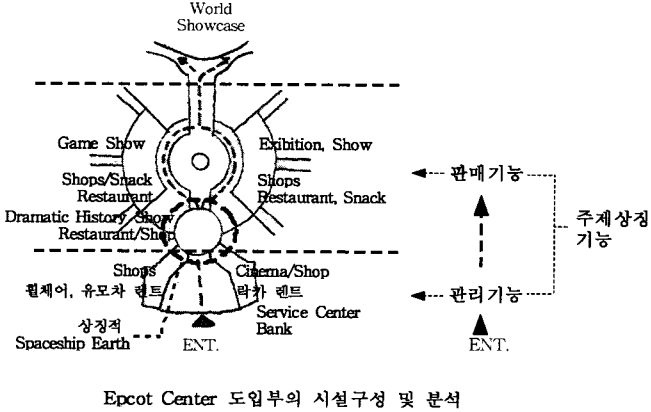 World
Showcase
Game Show
Exibition, Show
Shops/Snack
Restaurant
Shops
Restaurant, Snack
Dramatic History Show
Restaurant/Shop
Shops
휠체어, 유모차 렌트
Cinema/Shop
락카 렌트
상징적
Spaceship Earth
ENT.
Service Center
Bank
판매기능
주제상징
기능
관리기능
ENT.
Epcot Center 도입부의 시설구성 및 분석